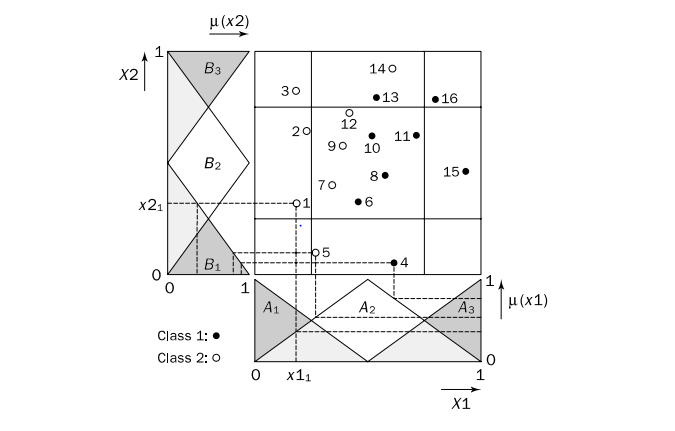 μ(x2)
1
X2
B3
14
3
13
16
2
12
11
B2
9
10
15
8
7
x21
1
6
5
4
0
B1
0
1
1
A1
A2
A3
μ(x1)
Class 1:
Class 2:
0
0
x11
1
X1